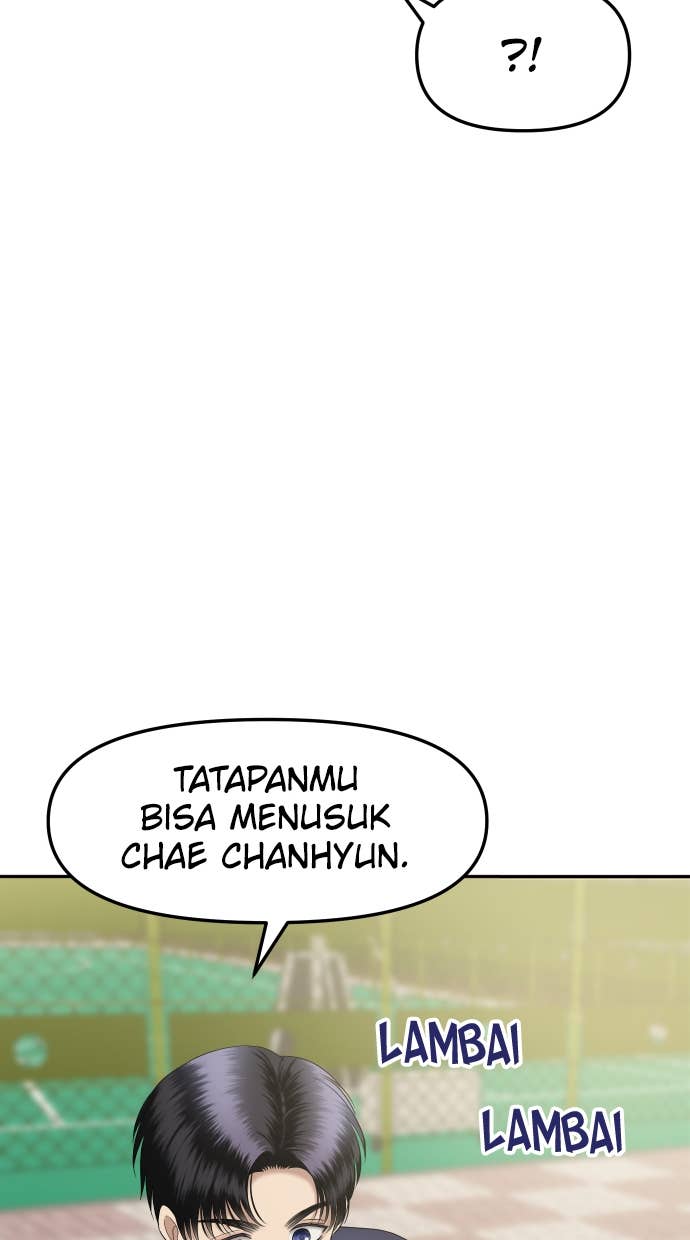 ?!
TATAPANMU
BISA MENUSUK
CHAE CHANHYUN.
LAMBAI
LAMBAI